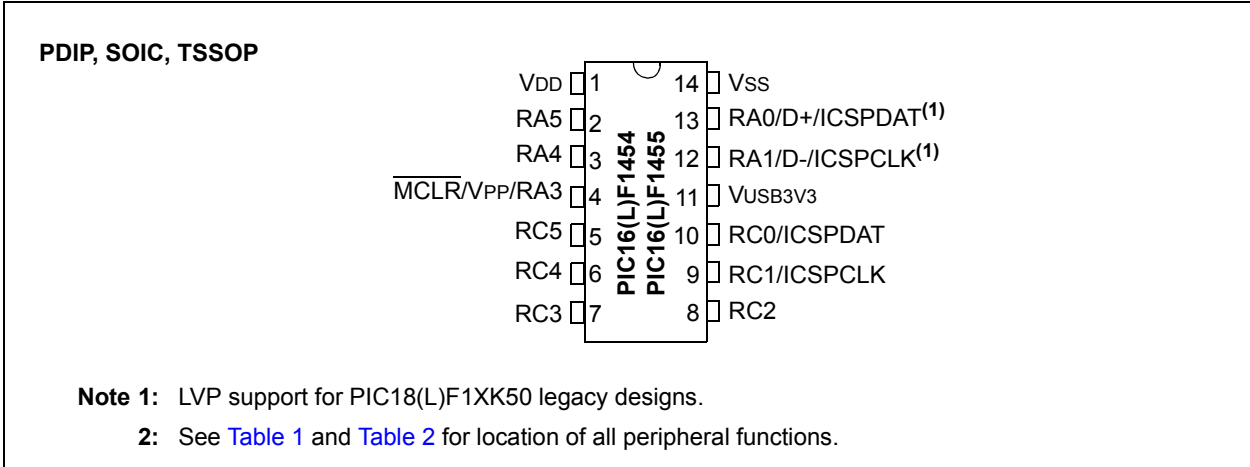 PDIP, SOIC, TSSOP
VDD 1 14 VSS
RA5 2 13 RA0/D+/ICSPDAT(1)
RA4 3 12 RA1/D-/ICSPCLK(1)
MCLR/VPP/RA3 4 11 VUSB3V3
RC5 5 10 RC0/ICSPDAT
RC4 6 9 RC1/ICSPCLK
RC3 7 8 RC2
PIC16(L)F1454
PIC16(L)F1455
Note 1: LVP support for PIC18(L)F1XK50 legacy designs.
2: See Table 1 and Table 2 for location of all peripheral functions.